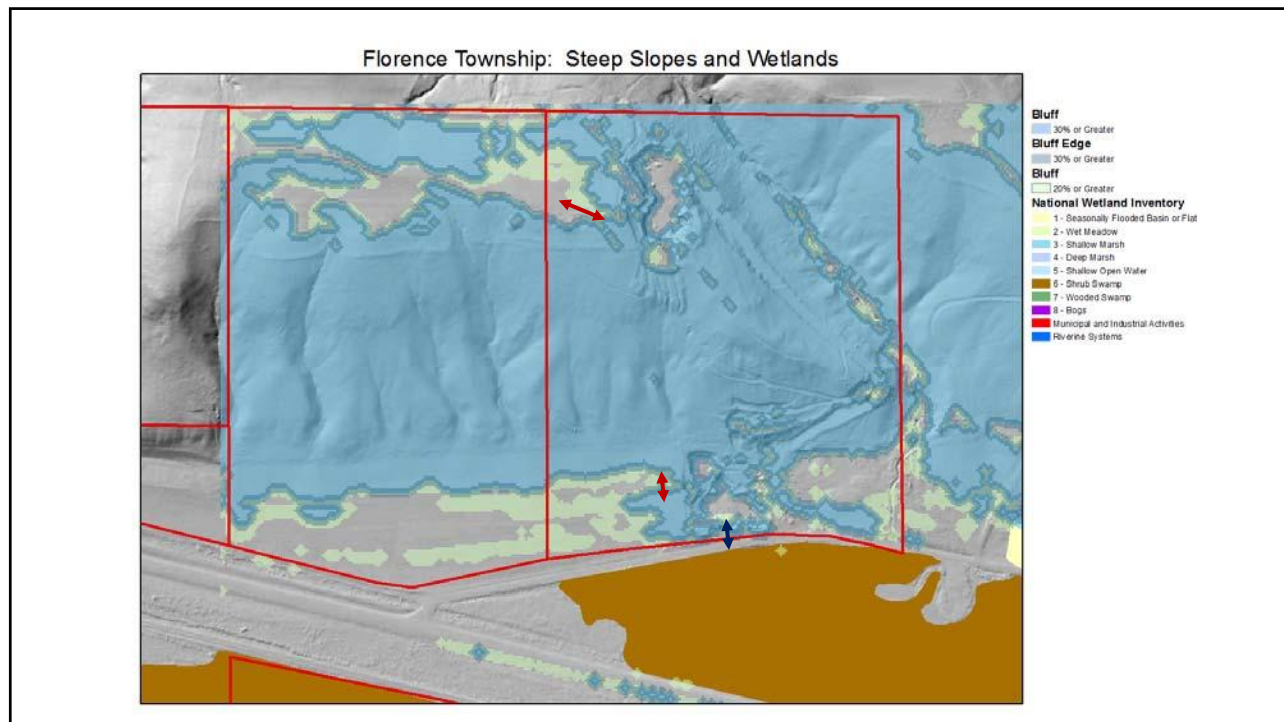 Florence Township: Steep Slopes and Wetlands
Bluff
30% or Greater
Bluff Edge
30% or Greater
Bluff
20% or Greater
National Wetland Inventory
1 - Seasonally Flooded Basin or Flat
2 - Wet Meadow
3 - Shallow Marsh
4 - Deep Marsh
5 - Shallow Open Water
6 - Shrub Swamp
7 - Wooded Swamp
8 - Bogs
Municipal and Industrial Activities
Riverine Systems